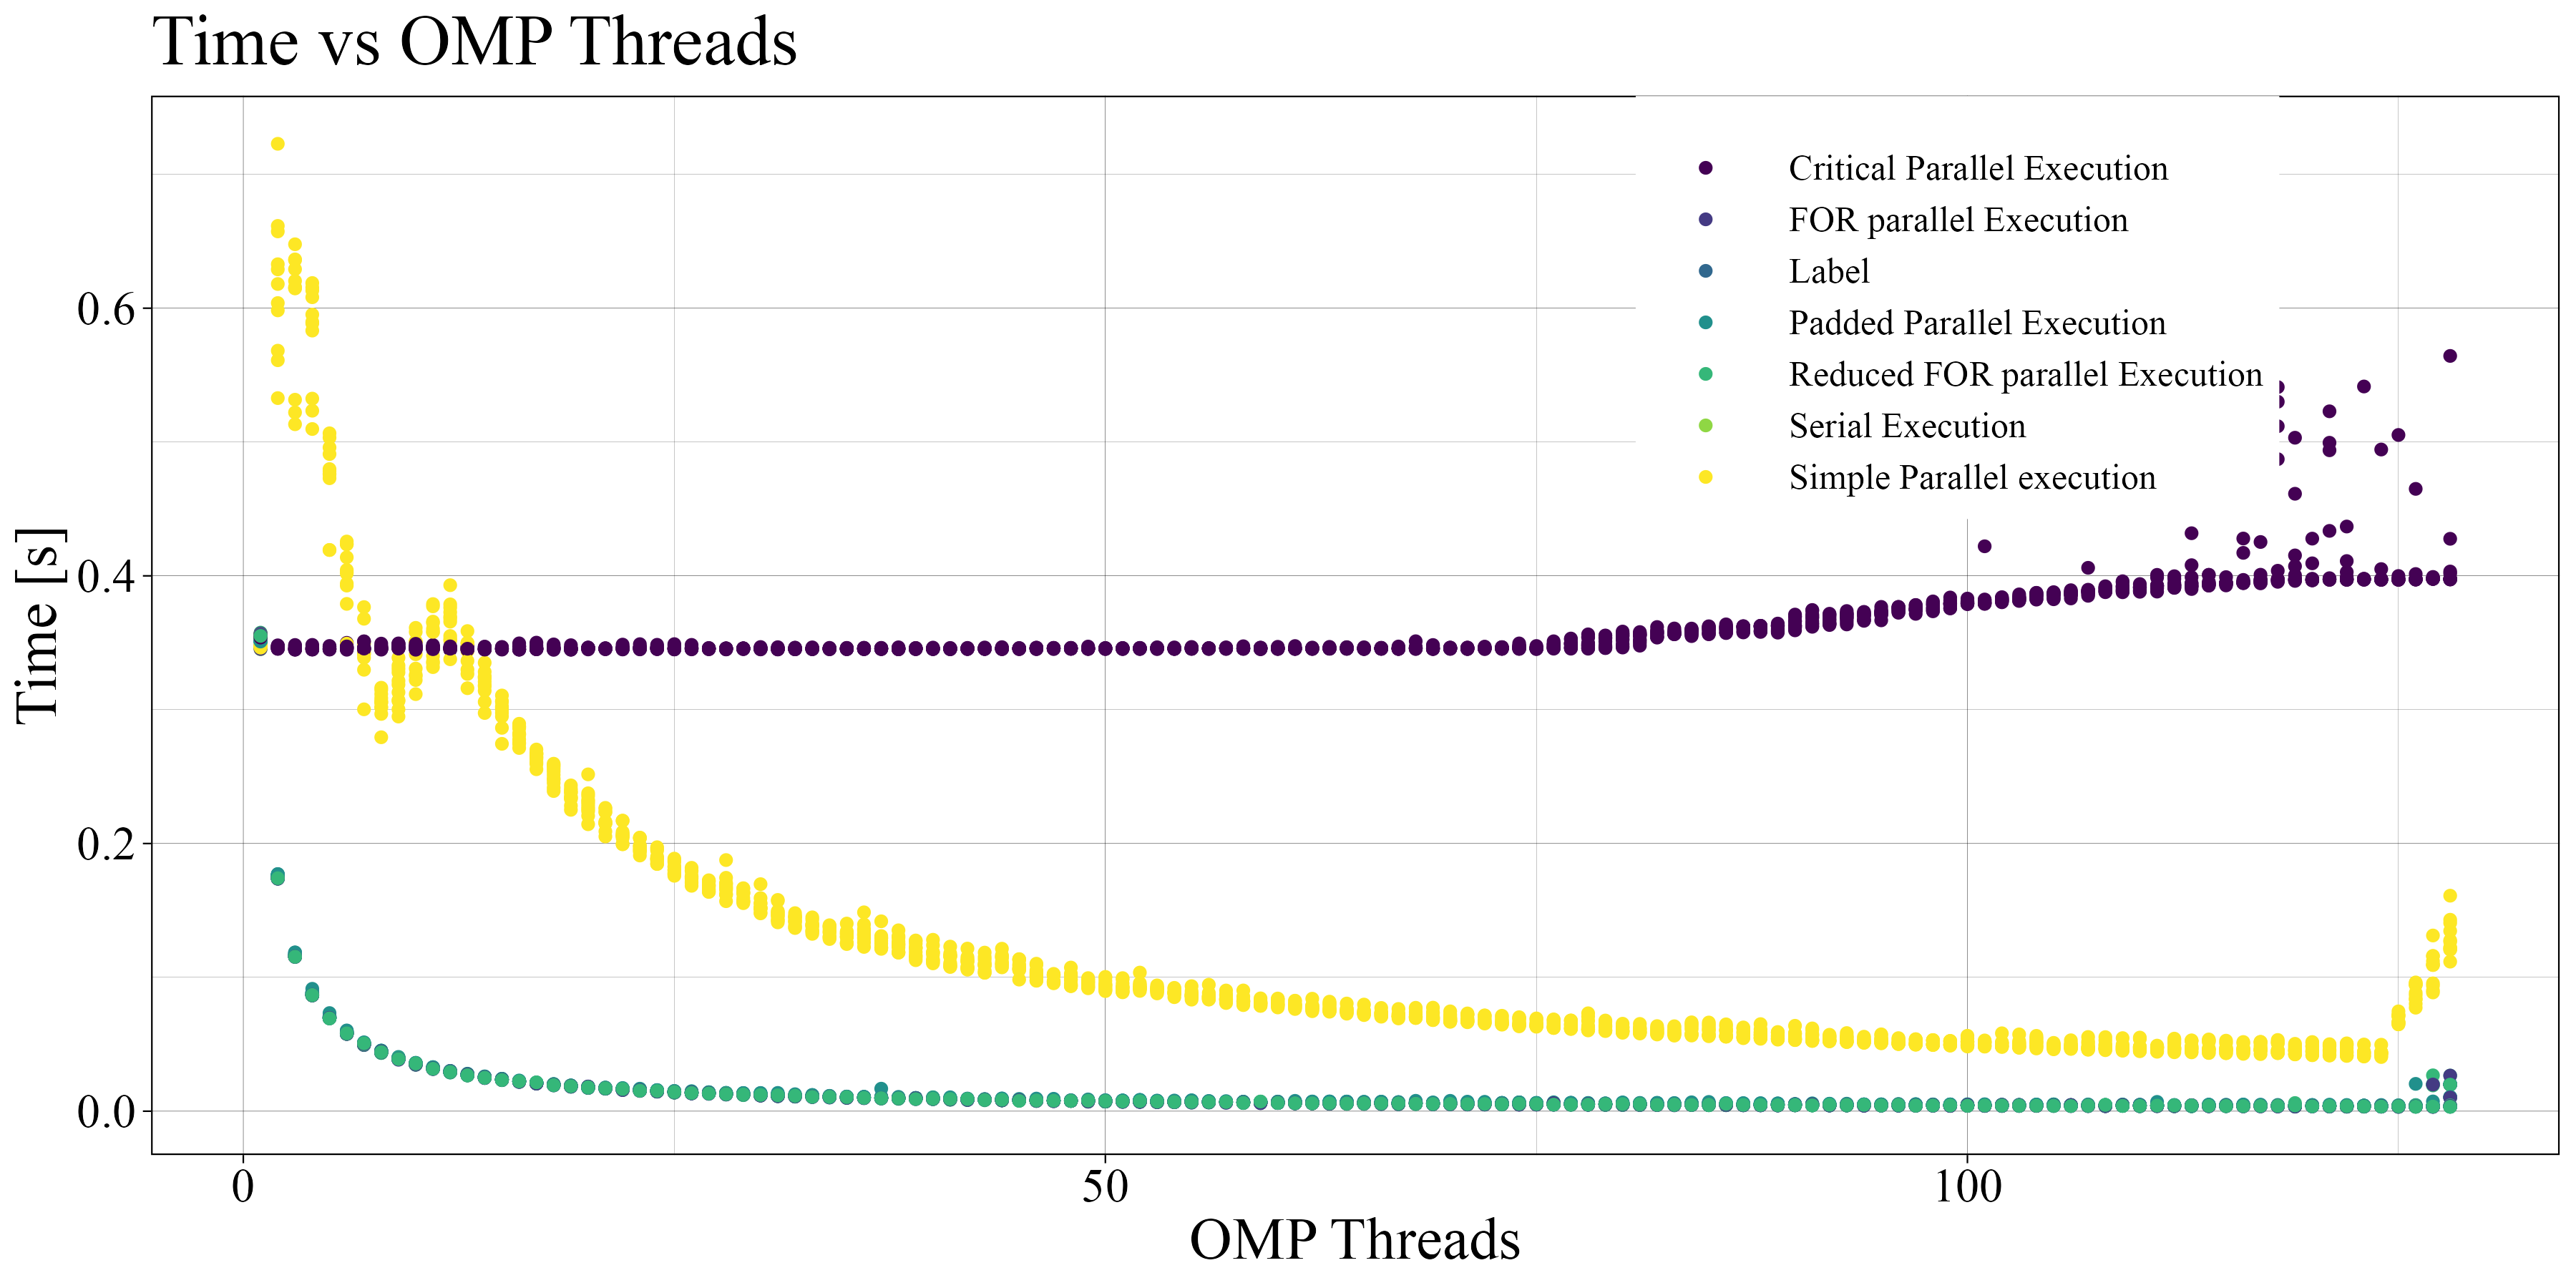 Time vs OMP Threads
Critical Parallel Execution
FOR parallel Execution
Label
Padded Parallel Execution
Reduced FOR parallel Execution
Serial Execution
Simple Parallel execution
Time [s]
0.6
0.4
0.2
0.0
0
50
100
OMP Threads